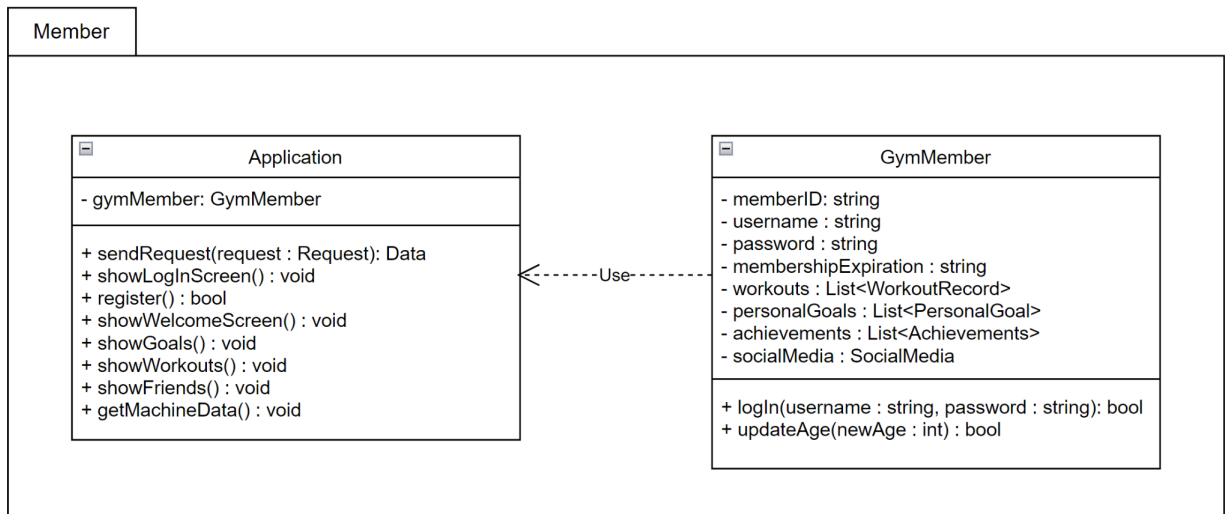 Member
Application
- gymMember: GymMember
+ sendRequest(request : Request): Data
+ showLogInScreen() : void
+ register() : bool
+ showWelcomeScreen() : void
+ showGoals() : void
+ showWorkouts() : void
+ showFriends() : void
+ getMachineData() : void
Use
GymMember
- memberID: string
- username : string
- password : string
- membershipExpiration : string
- workouts : List<WorkoutRecord>
- personalGoals : List<PersonalGoal>
- achievements : List<Achievements>
- socialMedia : SocialMedia
+ logIn(username : string, password : string): bool
+ updateAge(newAge : int) : bool